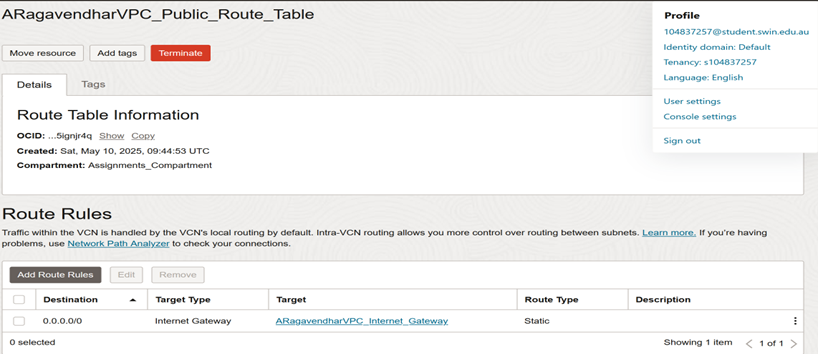 ARagavendharVPC_Public_Route_Table
Move resource
Add tags
Terminate
Profile
104837257@student.swin.edu.au
Identity domain: Default
Tenancy: s104837257
Language: English
User settings
Console settings
Sign out
Details
Tags
Route Table Information
OCID: ...5ignjr4q Show Copy
Created: Sat, May 10, 2025, 09:44:53 UTC
Compartment: Assignments_Compartment
Route Rules
Traffic within the VCN is handled by the VCN's local routing by default. Intra-VCN routing allows you more control over routing between subnets. Learn more. If you're having
problems, use Network Path Analyzer to check your connections.
Add Route Rules Edit Remove
Destination Target Type Target Route Type Description
0.0.0.0/0 Internet Gateway ARagavendharVPC_Internet_Gateway Static
0 selected Showing 1 item 1 of 1